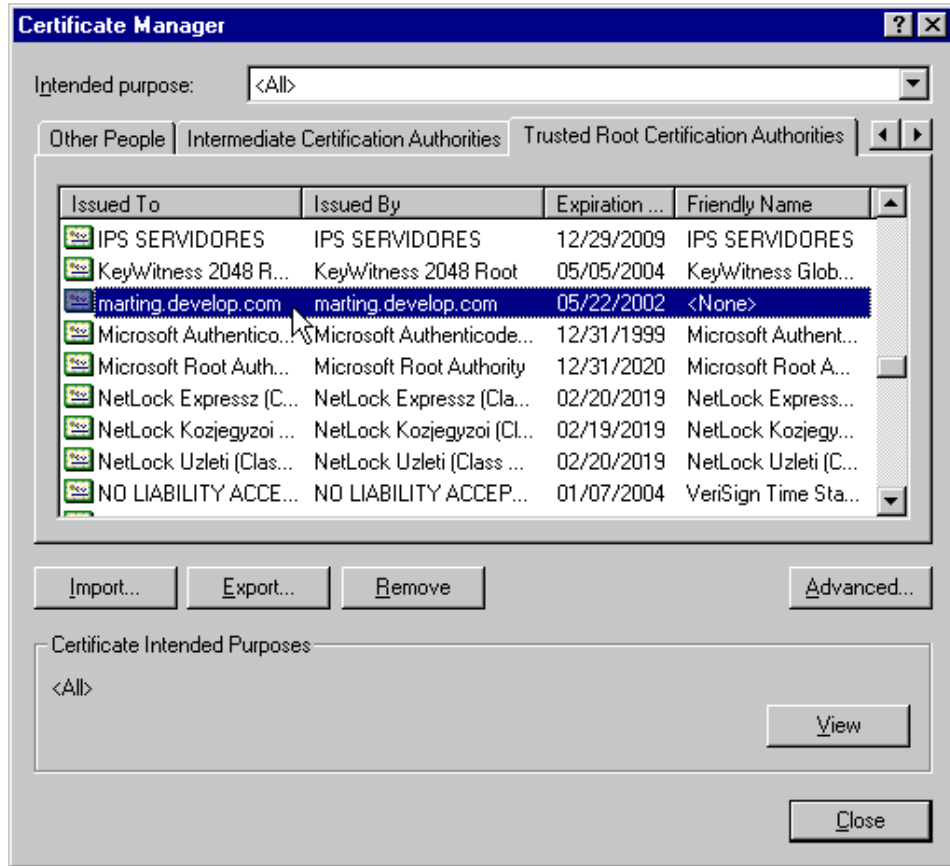 Certificate Manager
Intended purpose: <All>
Other People Intermediate Certification Authorities Trusted Root Certification Authorities
Issued To Issued By Expiration ... Friendly Name
IPS SERVIDORES IPS SERVIDORES 12/29/2009 IPS SERVIDORES
KeyWitness 2048 R... KeyWitness 2048 Root 05/05/2004 KeyWitness Glob...
marting.develop.com marting.develop.com 05/22/2002 <None>
Microsoft Authentico... Microsoft Authenticode... 12/31/1999 Microsoft Authent...
Microsoft Root Auth... Microsoft Root Authority 12/31/2020 Microsoft Root A...
NetLock Expressz (C... NetLock Expressz (Cla... 02/20/2019 NetLock Express...
NetLock Kozjegyzoi ... NetLock Kozjegyzoi (Cl... 02/19/2019 NetLock Kozjegy...
NetLock Uzleti (Clas... NetLock Uzleti (Class ... 02/20/2019 NetLock Uzleti (C...
NO LIABILITY ACCE... NO LIABILITY ACCEP... 01/07/2004 VeriSign Time Sta...
Import... Export... Remove Advanced...
Certificate Intended Purposes
<All>
View
Close